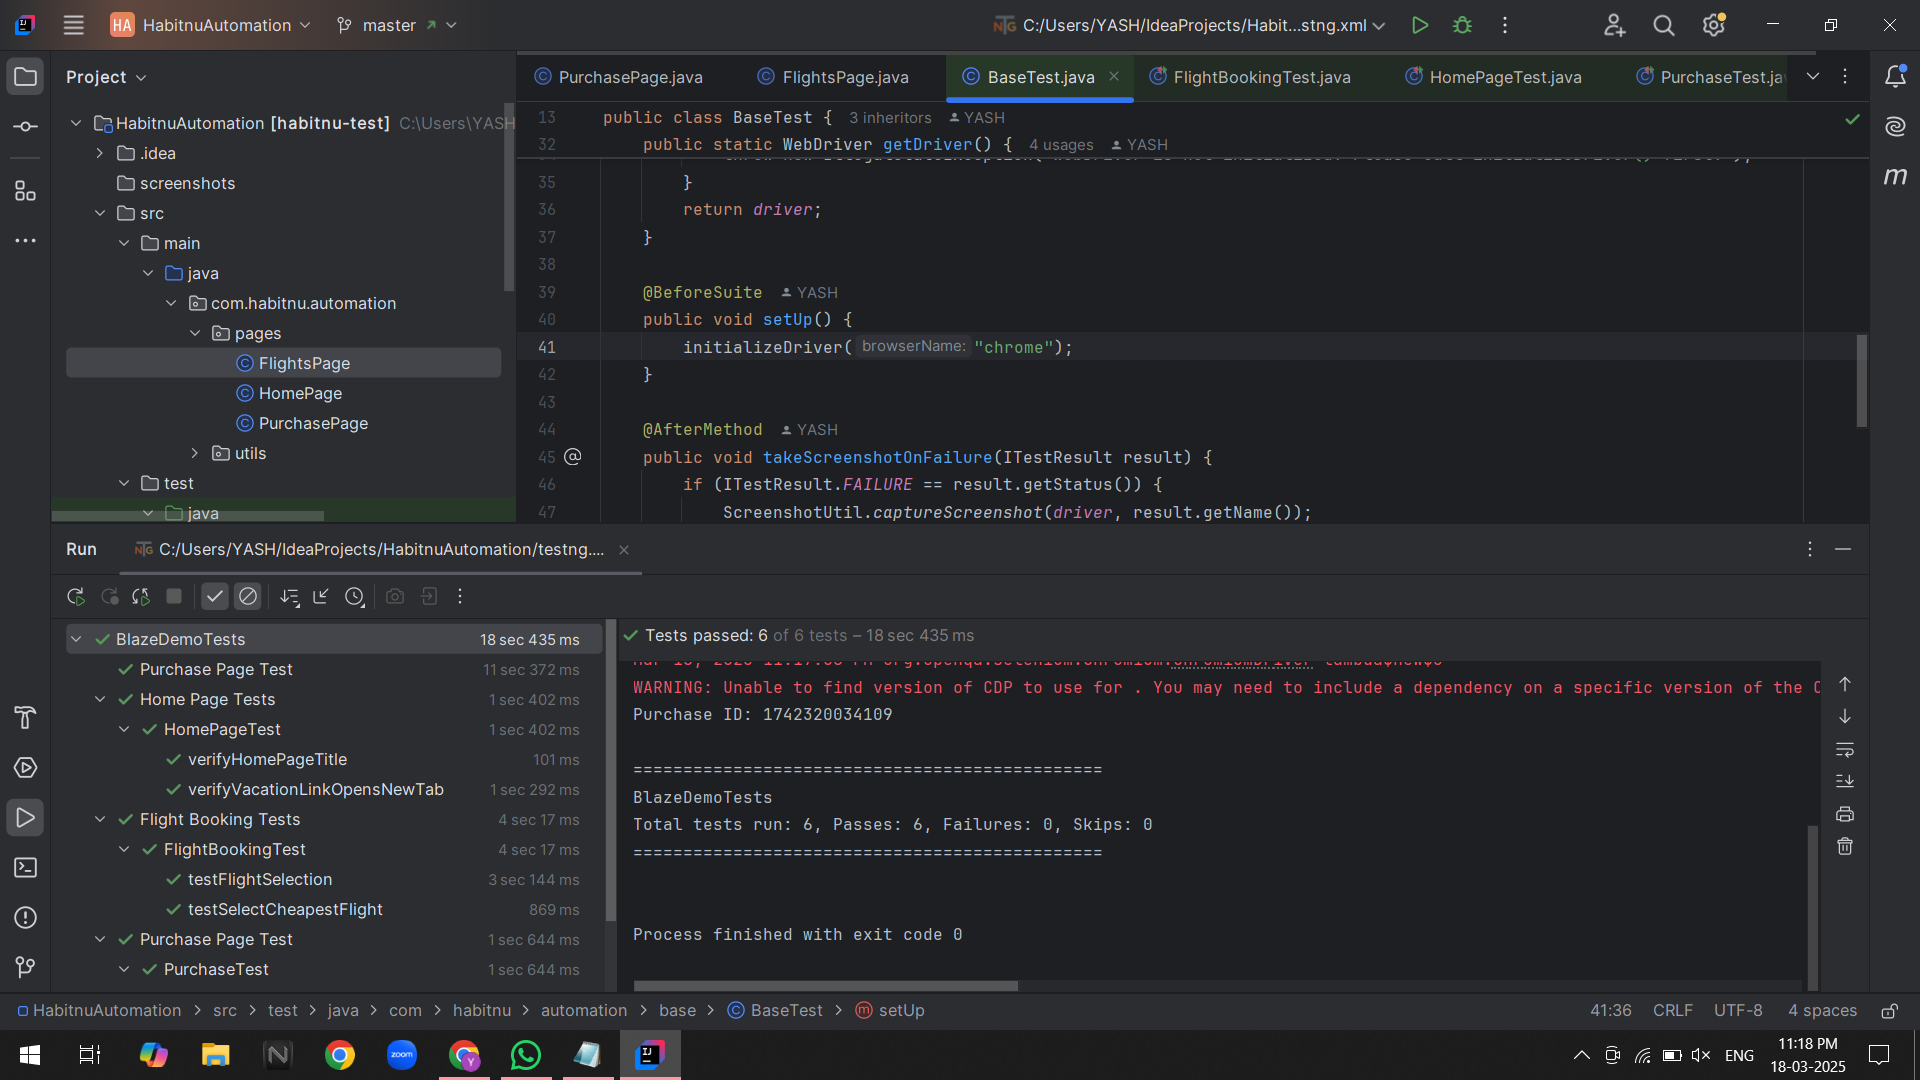 HA HabitnuAutomation master
C:/Users/YASH/IdeaProjects/Habit...stng.xml
Project
HabitnuAutomation [habitnu-test] C:\Users\YASH
.idea
screenshots
src
main
java
com.habitnu.automation
pages
FlightsPage
HomePage
PurchasePage
utils
test
java
PurchasePage.java FlightsPage.java BaseTest.java FlightBookingTest.java HomePageTest.java PurchaseTest.ja
13 public class BaseTest { 3 inheritors YASH
32 public static WebDriver getDriver() { 4 usages YASH
35 }
36 return driver;
37 }
38
39 @BeforeSuite YASH
40 public void setUp() {
41 initializeDriver( browserName: "chrome");
42 }
43
44 @AfterMethod YASH
45 public void takeScreenshotOnFailure(ITestResult result) {
46 if (ITestResult.FAILURE == result.getStatus()) {
47 ScreenshotUtil.captureScreenshot(driver, result.getName());
Run C:/Users/YASH/IdeaProjects/HabitnuAutomation/testng....
BlazeDemoTests 18 sec 435 ms
Purchase Page Test 11 sec 372 ms
Home Page Tests 1 sec 402 ms
HomePageTest 1 sec 402 ms
verifyHomePageTitle 101 ms
verifyVacationLinkOpensNewTab 1 sec 292 ms
Flight Booking Tests 4 sec 17 ms
FlightBookingTest 4 sec 17 ms
testFlightSelection 3 sec 144 ms
testSelectCheapestFlight 869 ms
Purchase Page Test 1 sec 644 ms
PurchaseTest 1 sec 644 ms
Tests passed: 6 of 6 tests – 18 sec 435 ms
WARNING: Unable to find version of CDP to use for . You may need to include a dependency on a specific version of the C
Purchase ID: 1742320034109
===============================================
BlazeDemoTests
Total tests run: 6, Passes: 6, Failures: 0, Skips: 0
===============================================
Process finished with exit code 0
HabitnuAutomation > src > test > java > com > habitnu > automation > base > BaseTest > setUp
41:36 CRLF UTF-8 4 spaces
zoom
ENG
11:18 PM
18-03-2025